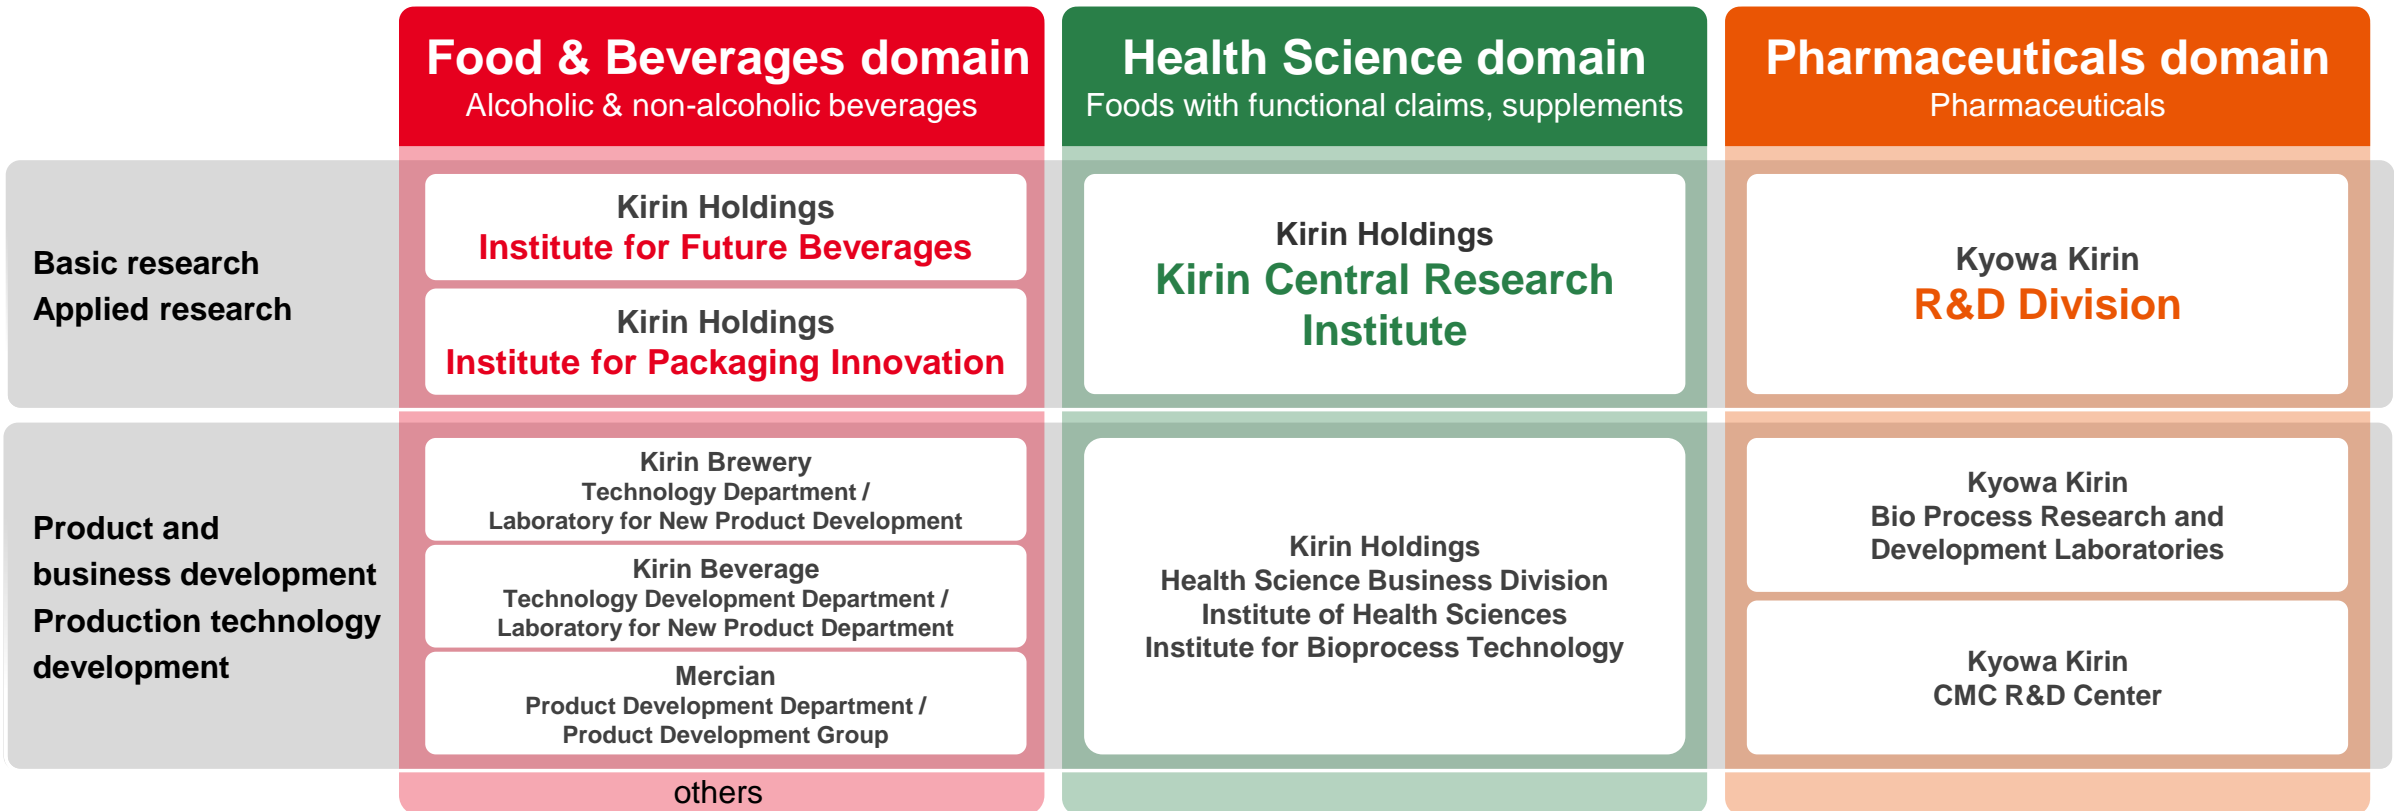 Food & Beverages domain
Alcoholic & non-alcoholic beverages
Health Science domain
Foods with functional claims, supplements
Pharmaceuticals domain
Pharmaceuticals
Basic research
Applied research
Kirin Holdings
Institute for Future Beverages
Kirin Holdings
Institute for Packaging Innovation
Kirin Holdings
Kirin Central Research
Institute
Kyowa Kirin
R&D Division
Product and
business development
Production technology
development
Kirin Brewery
Technology Department /
Laboratory for New Product Development
Kirin Beverage
Technology Development Department /
Laboratory for New Product Department
Mercian
Product Development Department /
Product Development Group
others
Kirin Holdings
Health Science Business Division
Institute of Health Sciences
Institute for Bioprocess Technology
Kyowa Kirin
Bio Process Research and
Development Laboratories
Kyowa Kirin
CMC R&D Center